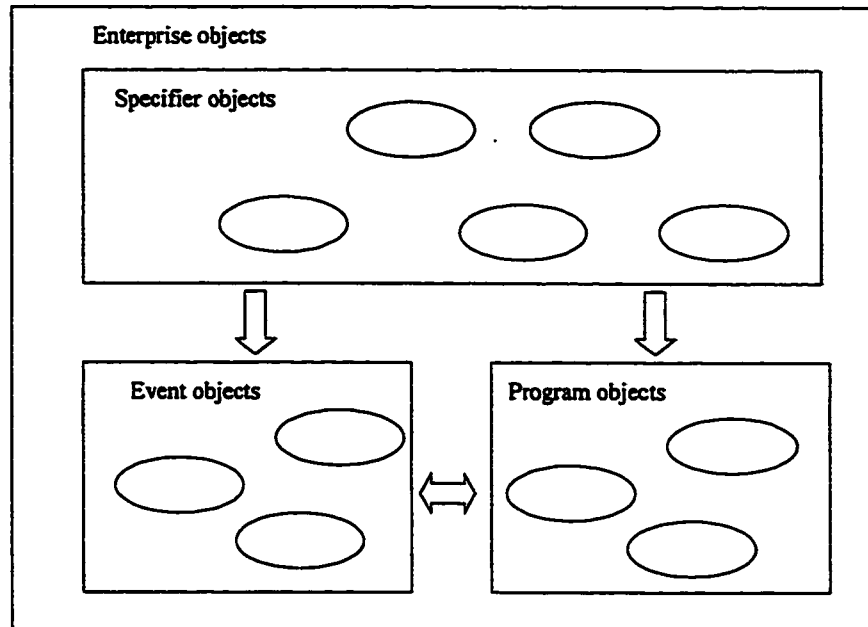 Enterprise objects
Specifier objects
Event objects
Program objects